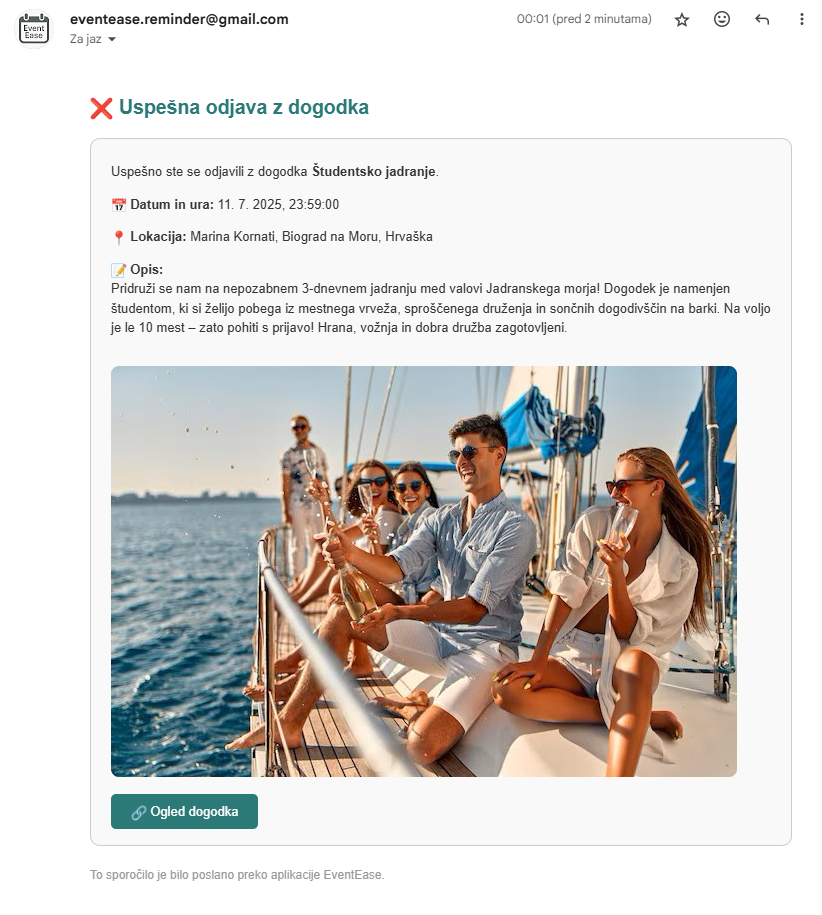 Event
Ease
eventease.reminder@gmail.com
00:01 (pred 2 minutama)
Za jaz
❌ Uspešna odjava z dogodka
Uspešno ste se odjavili z dogodka Študentsko jadranje.
📅 Datum in ura: 11. 7. 2025, 23:59:00
📍 Lokacija: Marina Kornati, Biograd na Moru, Hrvaška
📝 Opis:
Pridruži se nam na nepozabnem 3-dnevnem jadranju med valovi Jadranskega morja! Dogodek je namenjen
študentom, ki si želijo pobega iz mestnega vrveža, sproščenega druženja in sončnih dogodivščin na barki. Na voljo
je le 10 mest – zato pohiti s prijavo! Hrana, vožnja in dobra družba zagotovljeni.
🔗 Ogled dogodka
To sporočilo je bilo poslano preko aplikacije EventEase.